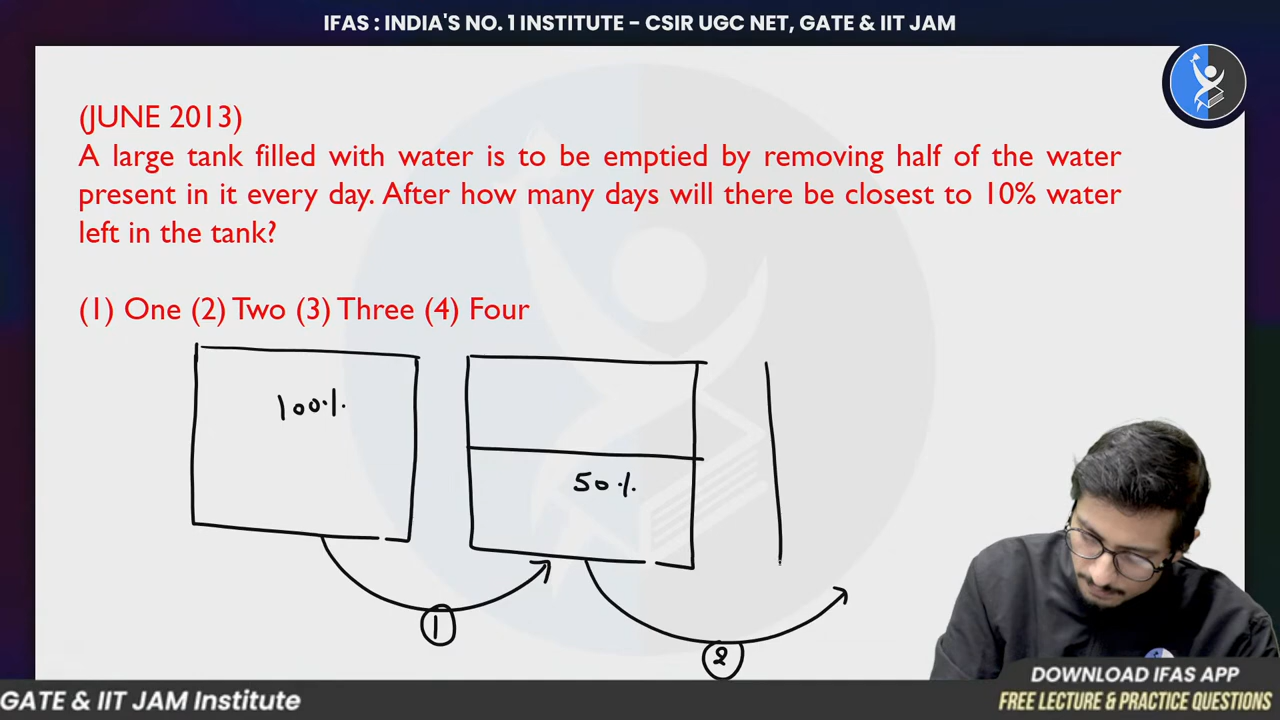 IFAS : INDIA'S NO. 1 INSTITUTE - CSIR UGC NET, GATE & IIT JAM
(JUNE 2013)
A large tank filled with water is to be emptied by removing half of the water
present in it every day. After how many days will there be closest to 10% water
left in the tank?
(1) One (2) Two (3) Three (4) Four
100%
50%
1
2
DOWNLOAD IFAS APP
GATE & IIT JAM Institute
FREE LECTURE & PRACTICE QUESTIONS